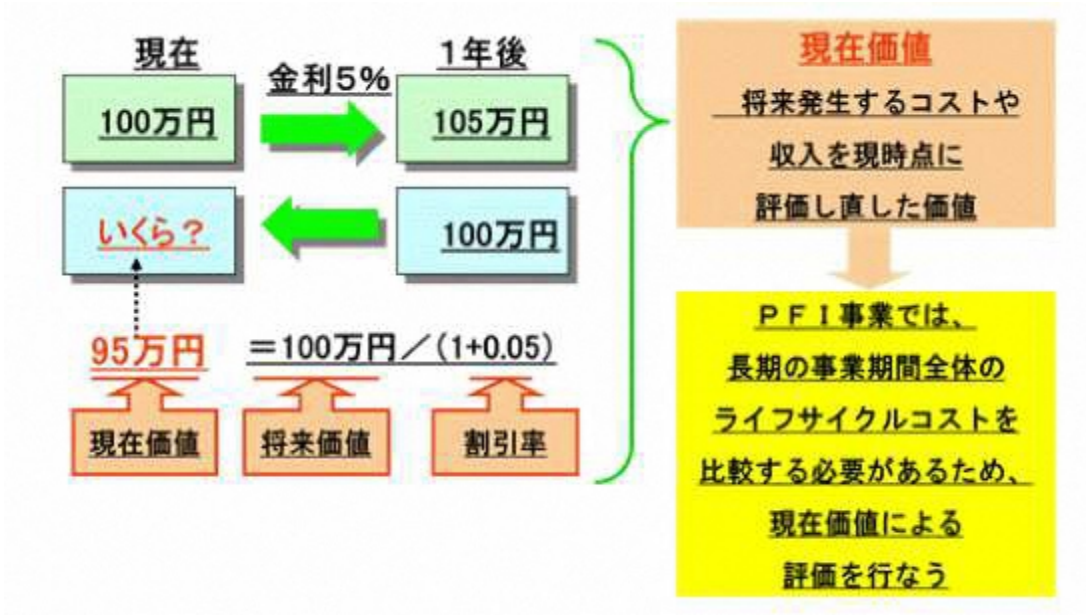 現在
金利5%
1年後
100万円
105万円
いくら?
100万円
95万円 =100万円/(1+0.05)
現在価値
将来価値
割引率
現在価値
将来発生するコストや
収入を現時点に
評価し直した価値
PFI事業では、
長期の事業期間全体の
ライフサイクルコストを
比較する必要があるため、
現在価値による
評価を行なう